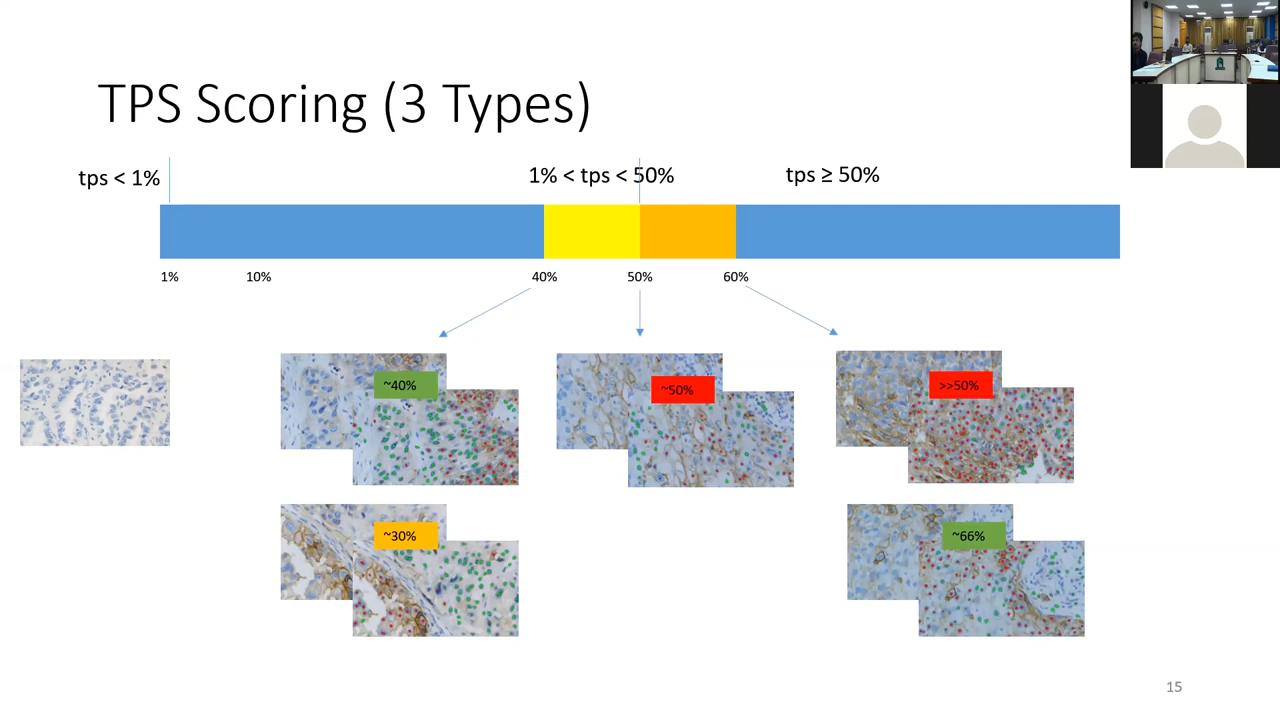 TPS Scoring (3 Types)
tps < 1%
1% < tps < 50%
tps ≥ 50%
1%
10%
40%
50%
60%
~40%
~50%
>>50%
~30%
~66%
15